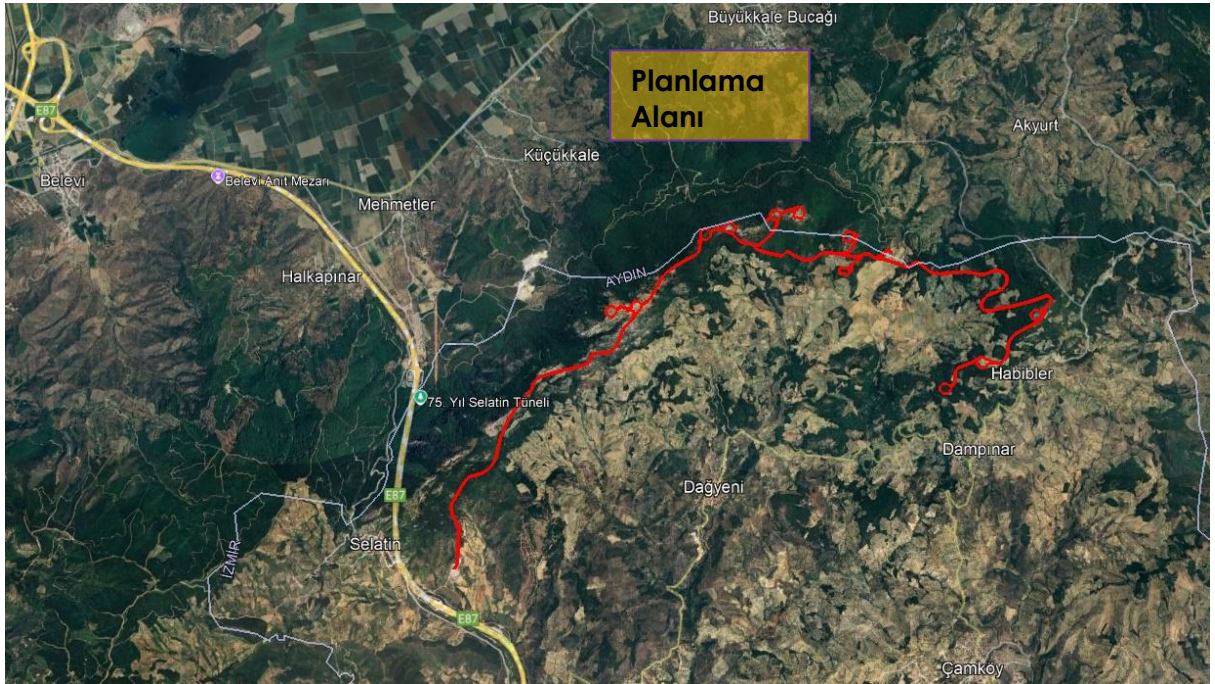 Büyükkale Bucağı
Planlama
Alanı
E87
Akyurt
Küçükkale
Belevi
Belevi Anıt Mezarı
Mehmetler
Halkapınar
AYDIN
Habibler
75. Yıl Selatin Tüneli
Dampınar
Dağyeni
E87
Selatin
İZMİR
E87
Çamköy